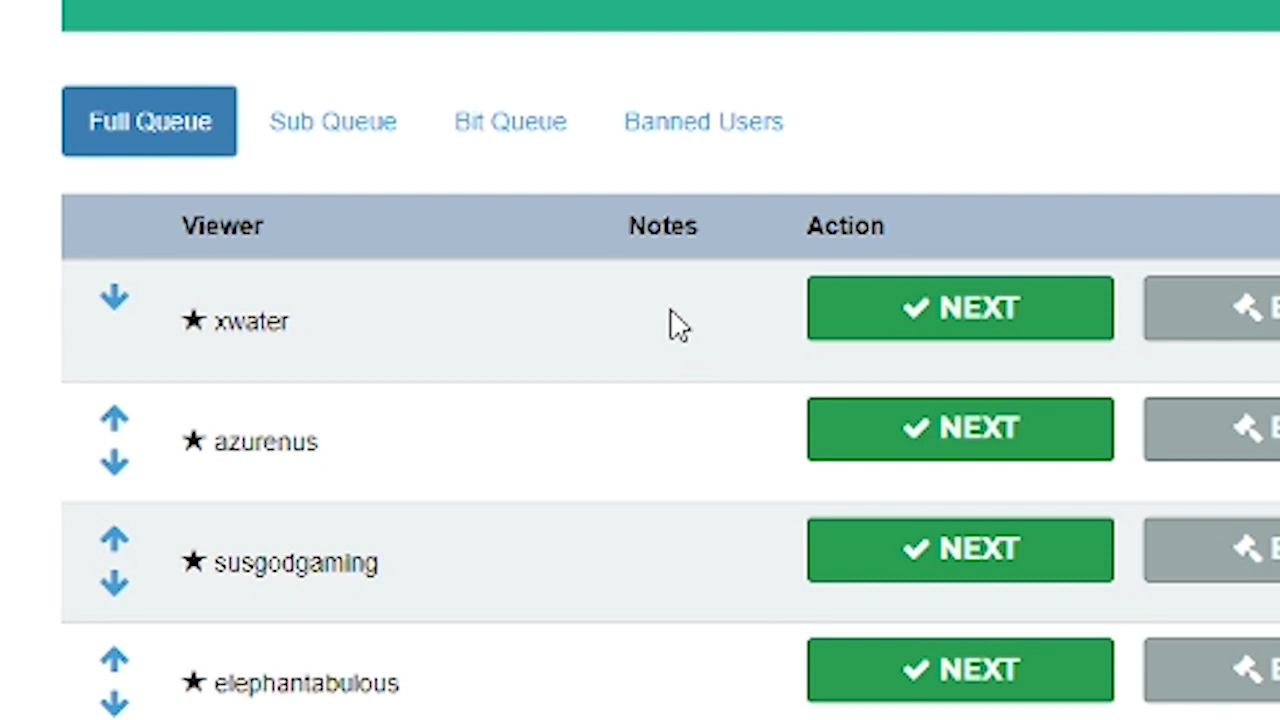 Full Queue Sub Queue Bit Queue Banned Users
Viewer Notes Action
★ xwater NEXT
★ azurenus NEXT
★ susgodgaming NEXT
★ elephantabulous NEXT